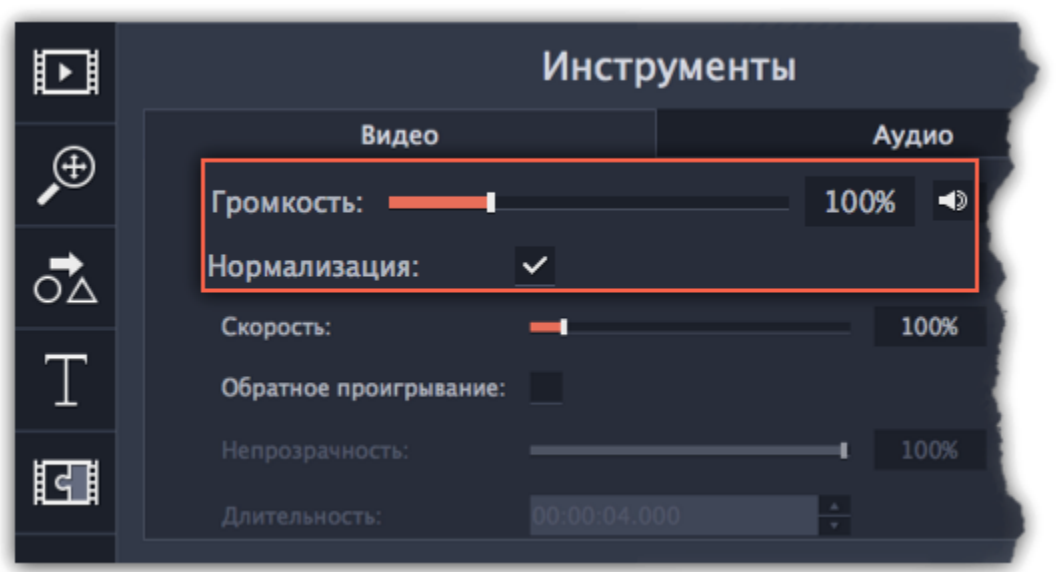 Инструменты
Видео Аудио
Громкость: 100%
Нормализация:
Скорость: 100%
Обратное проигрывание:
Непрозрачность: 100%
Длительность: 00:00:04.000